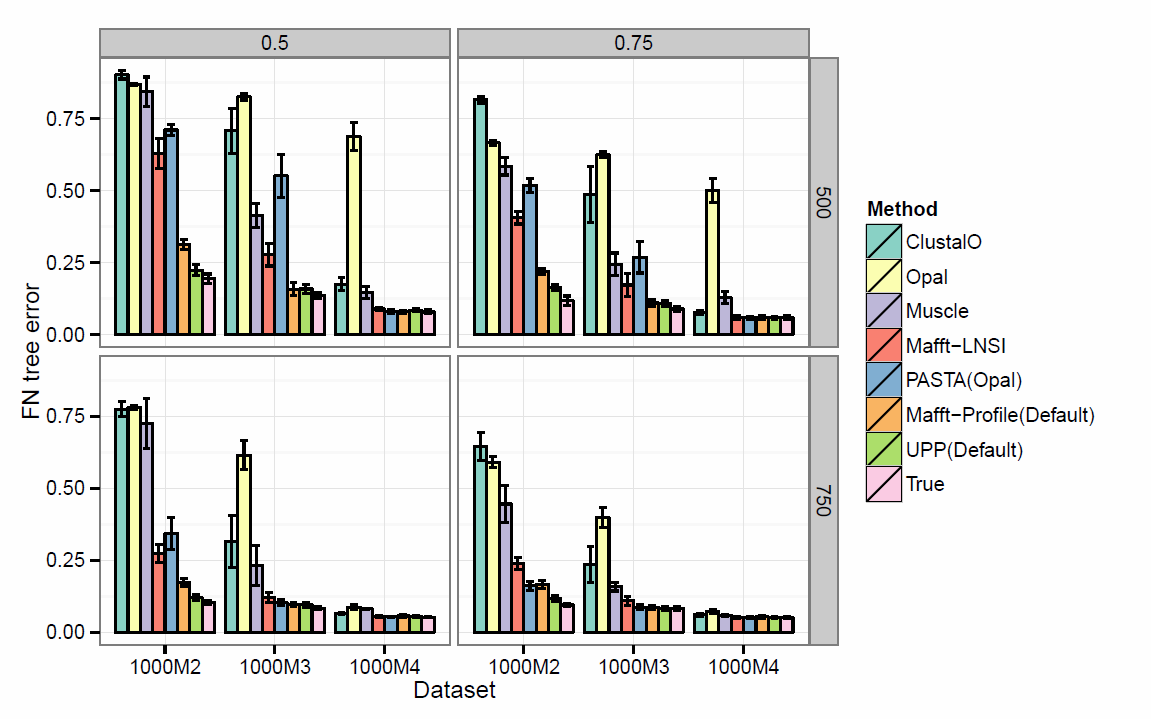 0.5
0.75
FN tree error
0.75
0.50
0.25
0.00
500
0.75
0.50
0.25
0.00
750
1000M2
1000M3
1000M4
1000M2
1000M3
1000M4
Dataset
Method
ClustalO
Opal
Muscle
Mafft−LNSI
PASTA(Opal)
Mafft−Profile(Default)
UPP(Default)
True